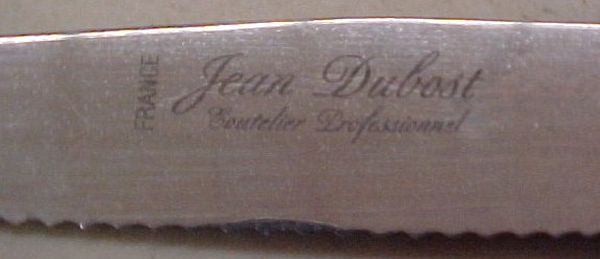 FRANCE
Jean Dubost
Coutelier Professionnel